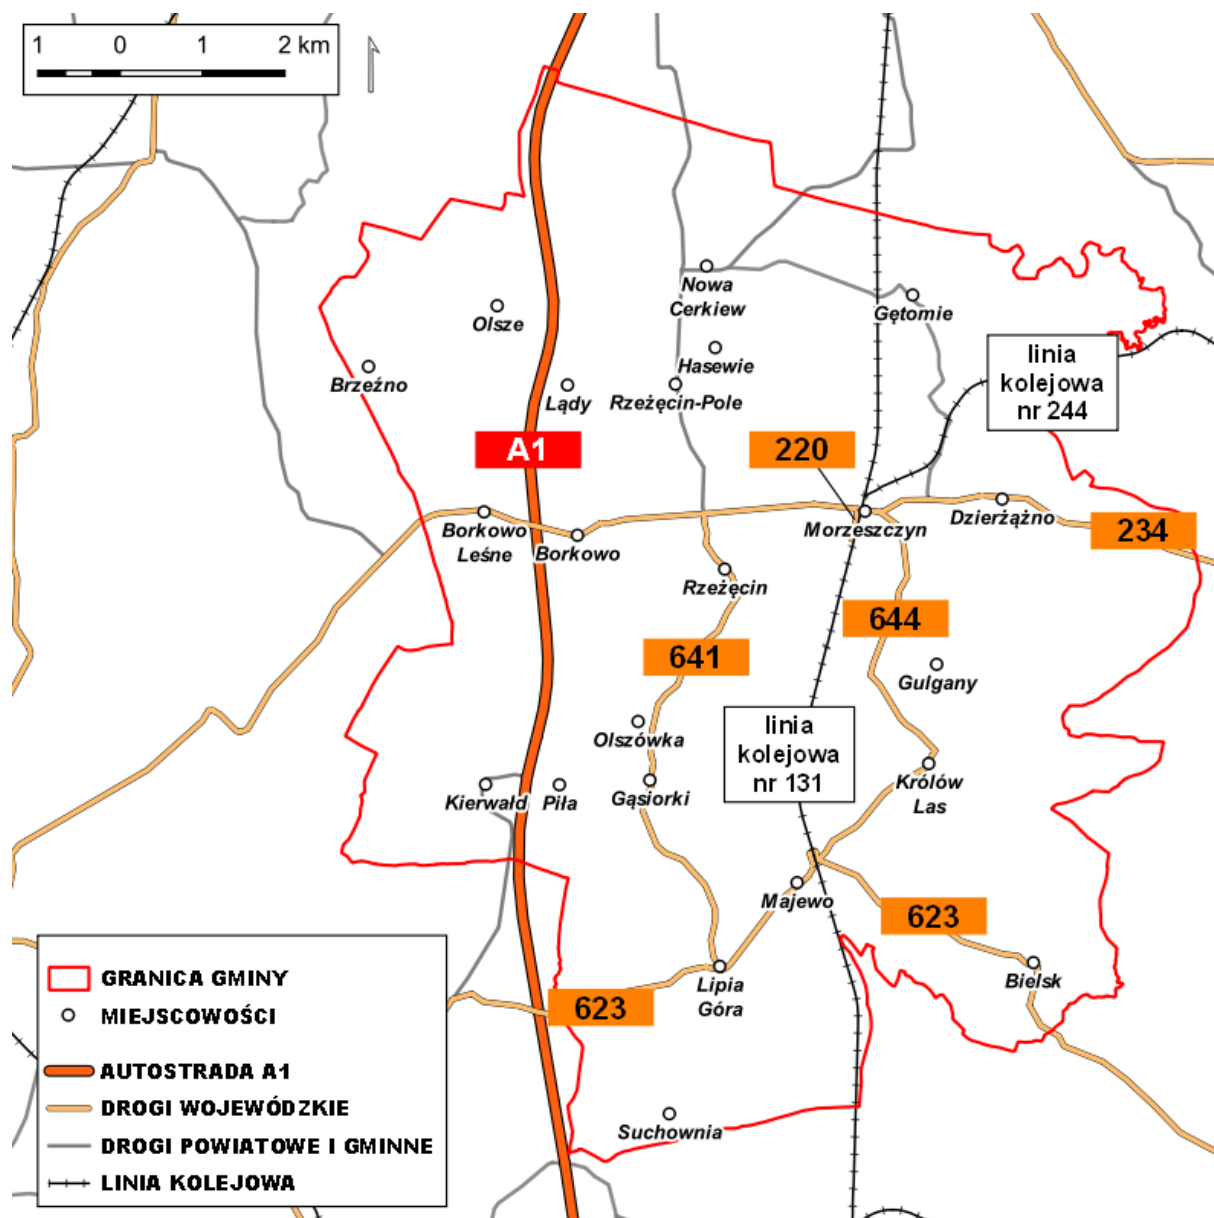 1 0 1 2 km
Nowa
Cerkiew
Gętomie
Olsze
linia
kolejowa
nr 244
Hasewie
Brzeźno
Lądy
Rzeżęcin-Pole
A1
220
Borkowo
Leśne
Borkowo
Morzeszczyn
Dzierżążno
234
Rzeżęcin
644
641
Gulgany
linia
kolejowa
nr 131
Olszówka
Kierwałd
Piła
Gąsiorki
Królów
Las
Majewo
623
Lipia
Góra
Bielsk
623
Suchownia
GRANICA GMINY
MIEJSCOWOŚCI
AUTOSTRADA A1
DROGI WOJEWÓDZKIE
DROGI POWIATOWE I GMINNE
LINIA KOLEJOWA